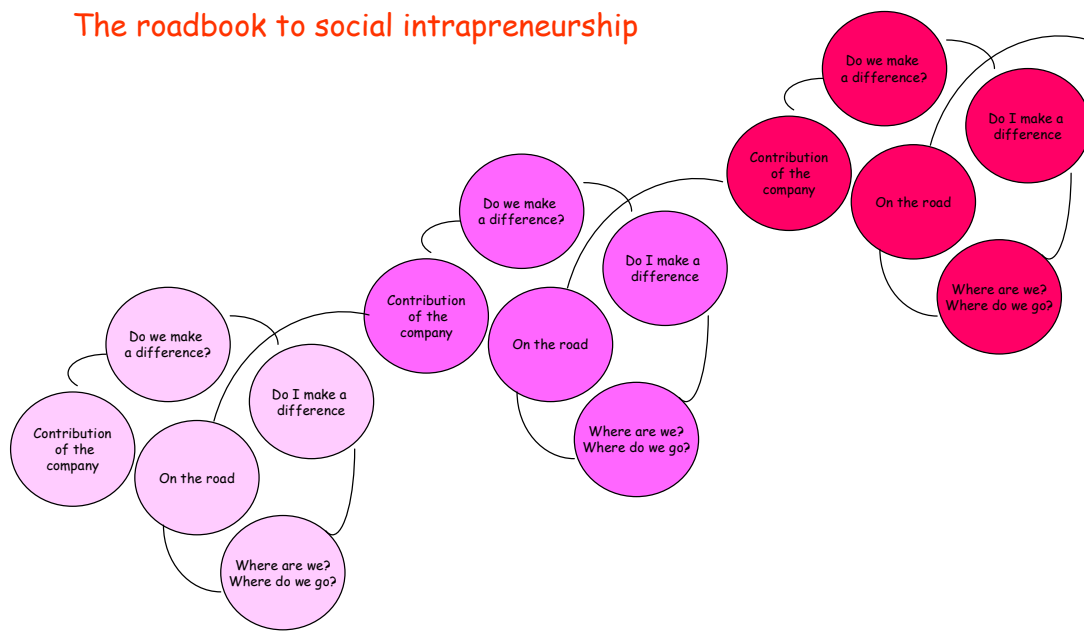 The roadbook to social intrapreneurship
Do we make
a difference?
Do I make a
difference
Contribution
of the
company
On the road
Where are we?
Where do we go?
Do we make
a difference?
Do I make a
difference
Contribution
of the
company
On the road
Where are we?
Where do we go?
Do we make
a difference?
Do I make a
difference
Contribution
of the
company
On the road
Where are we?
Where do we go?